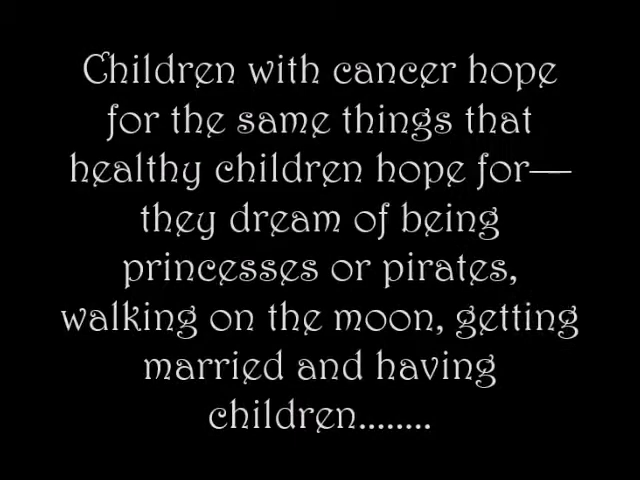 Children with cancer hope
for the same things that
healthy children hope for—
they dream of being
princesses or pirates,
walking on the moon, getting
married and having
children........